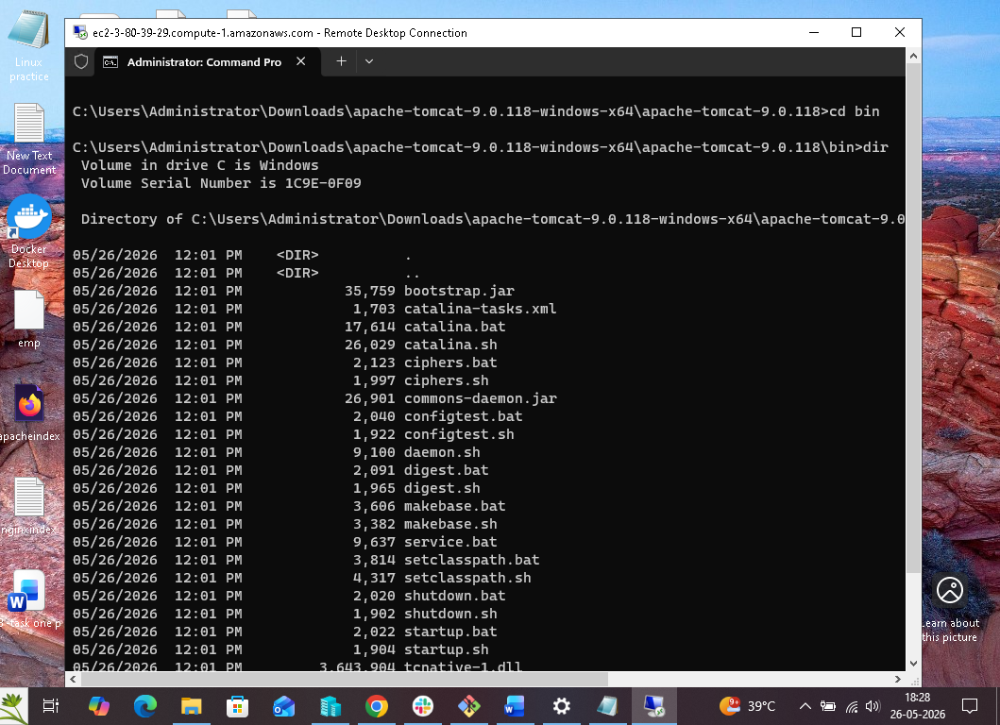 Linux
practice
New Text
Document
Docker
Desktop
emp
apacheindex
nginxindex
task one p
ec2-3-80-39-29.compute-1.amazonaws.com - Remote Desktop Connection
Administrator: Command Pro
C:\Users\Administrator\Downloads\apache-tomcat-9.0.118-windows-x64\apache-tomcat-9.0.118>cd bin
C:\Users\Administrator\Downloads\apache-tomcat-9.0.118-windows-x64\apache-tomcat-9.0.118\bin>dir
Volume in drive C is Windows
Volume Serial Number is 1C9E-0F09
Directory of C:\Users\Administrator\Downloads\apache-tomcat-9.0.118-windows-x64\apache-tomcat-9.0
05/26/2026 12:01 PM <DIR> .
05/26/2026 12:01 PM <DIR> ..
05/26/2026 12:01 PM 35,759 bootstrap.jar
05/26/2026 12:01 PM 1,703 catalina-tasks.xml
05/26/2026 12:01 PM 17,614 catalina.bat
05/26/2026 12:01 PM 26,029 catalina.sh
05/26/2026 12:01 PM 2,123 ciphers.bat
05/26/2026 12:01 PM 1,997 ciphers.sh
05/26/2026 12:01 PM 26,901 commons-daemon.jar
05/26/2026 12:01 PM 2,040 configtest.bat
05/26/2026 12:01 PM 1,922 configtest.sh
05/26/2026 12:01 PM 9,100 daemon.sh
05/26/2026 12:01 PM 2,091 digest.bat
05/26/2026 12:01 PM 1,965 digest.sh
05/26/2026 12:01 PM 3,606 makebase.bat
05/26/2026 12:01 PM 3,382 makebase.sh
05/26/2026 12:01 PM 9,637 service.bat
05/26/2026 12:01 PM 3,814 setclasspath.bat
05/26/2026 12:01 PM 4,317 setclasspath.sh
05/26/2026 12:01 PM 2,020 shutdown.bat
05/26/2026 12:01 PM 1,902 shutdown.sh
05/26/2026 12:01 PM 2,022 startup.bat
05/26/2026 12:01 PM 1,904 startup.sh
05/26/2026 12:01 PM 3,643,904 tcnative-1.dll
Learn about
this picture
39°C
18:28
26-05-2026